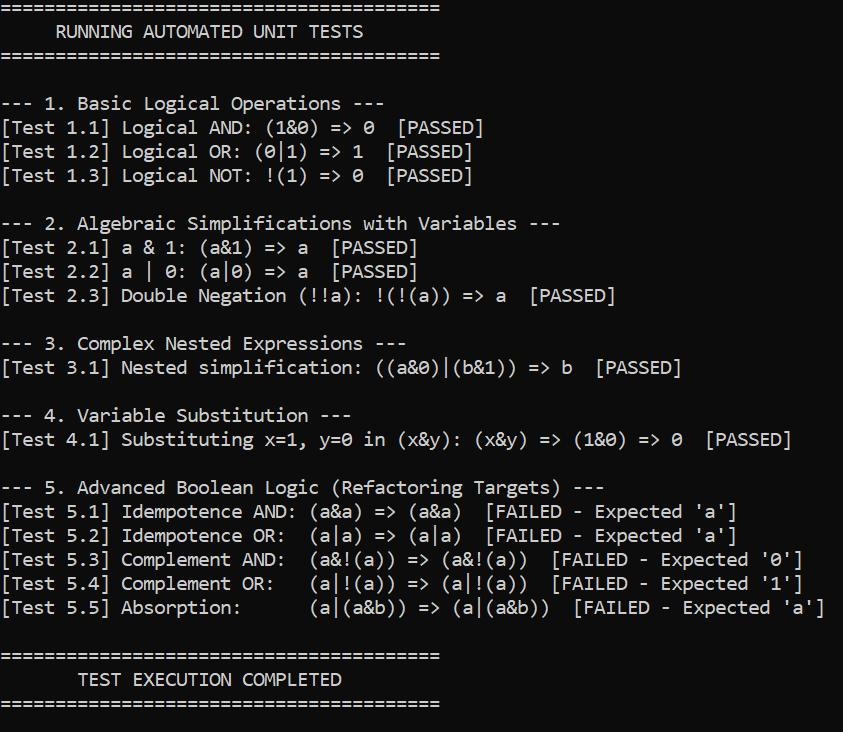 ========================================
     RUNNING AUTOMATED UNIT TESTS
========================================

--- 1. Basic Logical Operations ---
[Test 1.1] Logical AND: (1&0) => 0  [PASSED]
[Test 1.2] Logical OR: (0|1) => 1  [PASSED]
[Test 1.3] Logical NOT: !(1) => 0  [PASSED]

--- 2. Algebraic Simplifications with Variables ---
[Test 2.1] a & 1: (a&1) => a  [PASSED]
[Test 2.2] a | 0: (a|0) => a  [PASSED]
[Test 2.3] Double Negation (!!a): !(!(a)) => a  [PASSED]

--- 3. Complex Nested Expressions ---
[Test 3.1] Nested simplification: ((a&0)|(b&1)) => b  [PASSED]

--- 4. Variable Substitution ---
[Test 4.1] Substituting x=1, y=0 in (x&y): (x&y) => (1&0) => 0  [PASSED]

--- 5. Advanced Boolean Logic (Refactoring Targets) ---
[Test 5.1] Idempotence AND: (a&a) => (a&a)  [FAILED - Expected 'a']
[Test 5.2] Idempotence OR:  (a|a) => (a|a)  [FAILED - Expected 'a']
[Test 5.3] Complement AND:  (a&!(a)) => (a&!(a))  [FAILED - Expected '0']
[Test 5.4] Complement OR:   (a|!(a)) => (a|!(a))  [FAILED - Expected '1']
[Test 5.5] Absorption:      (a|(a&b)) => (a|(a&b))  [FAILED - Expected 'a']

========================================
       TEST EXECUTION COMPLETED
========================================